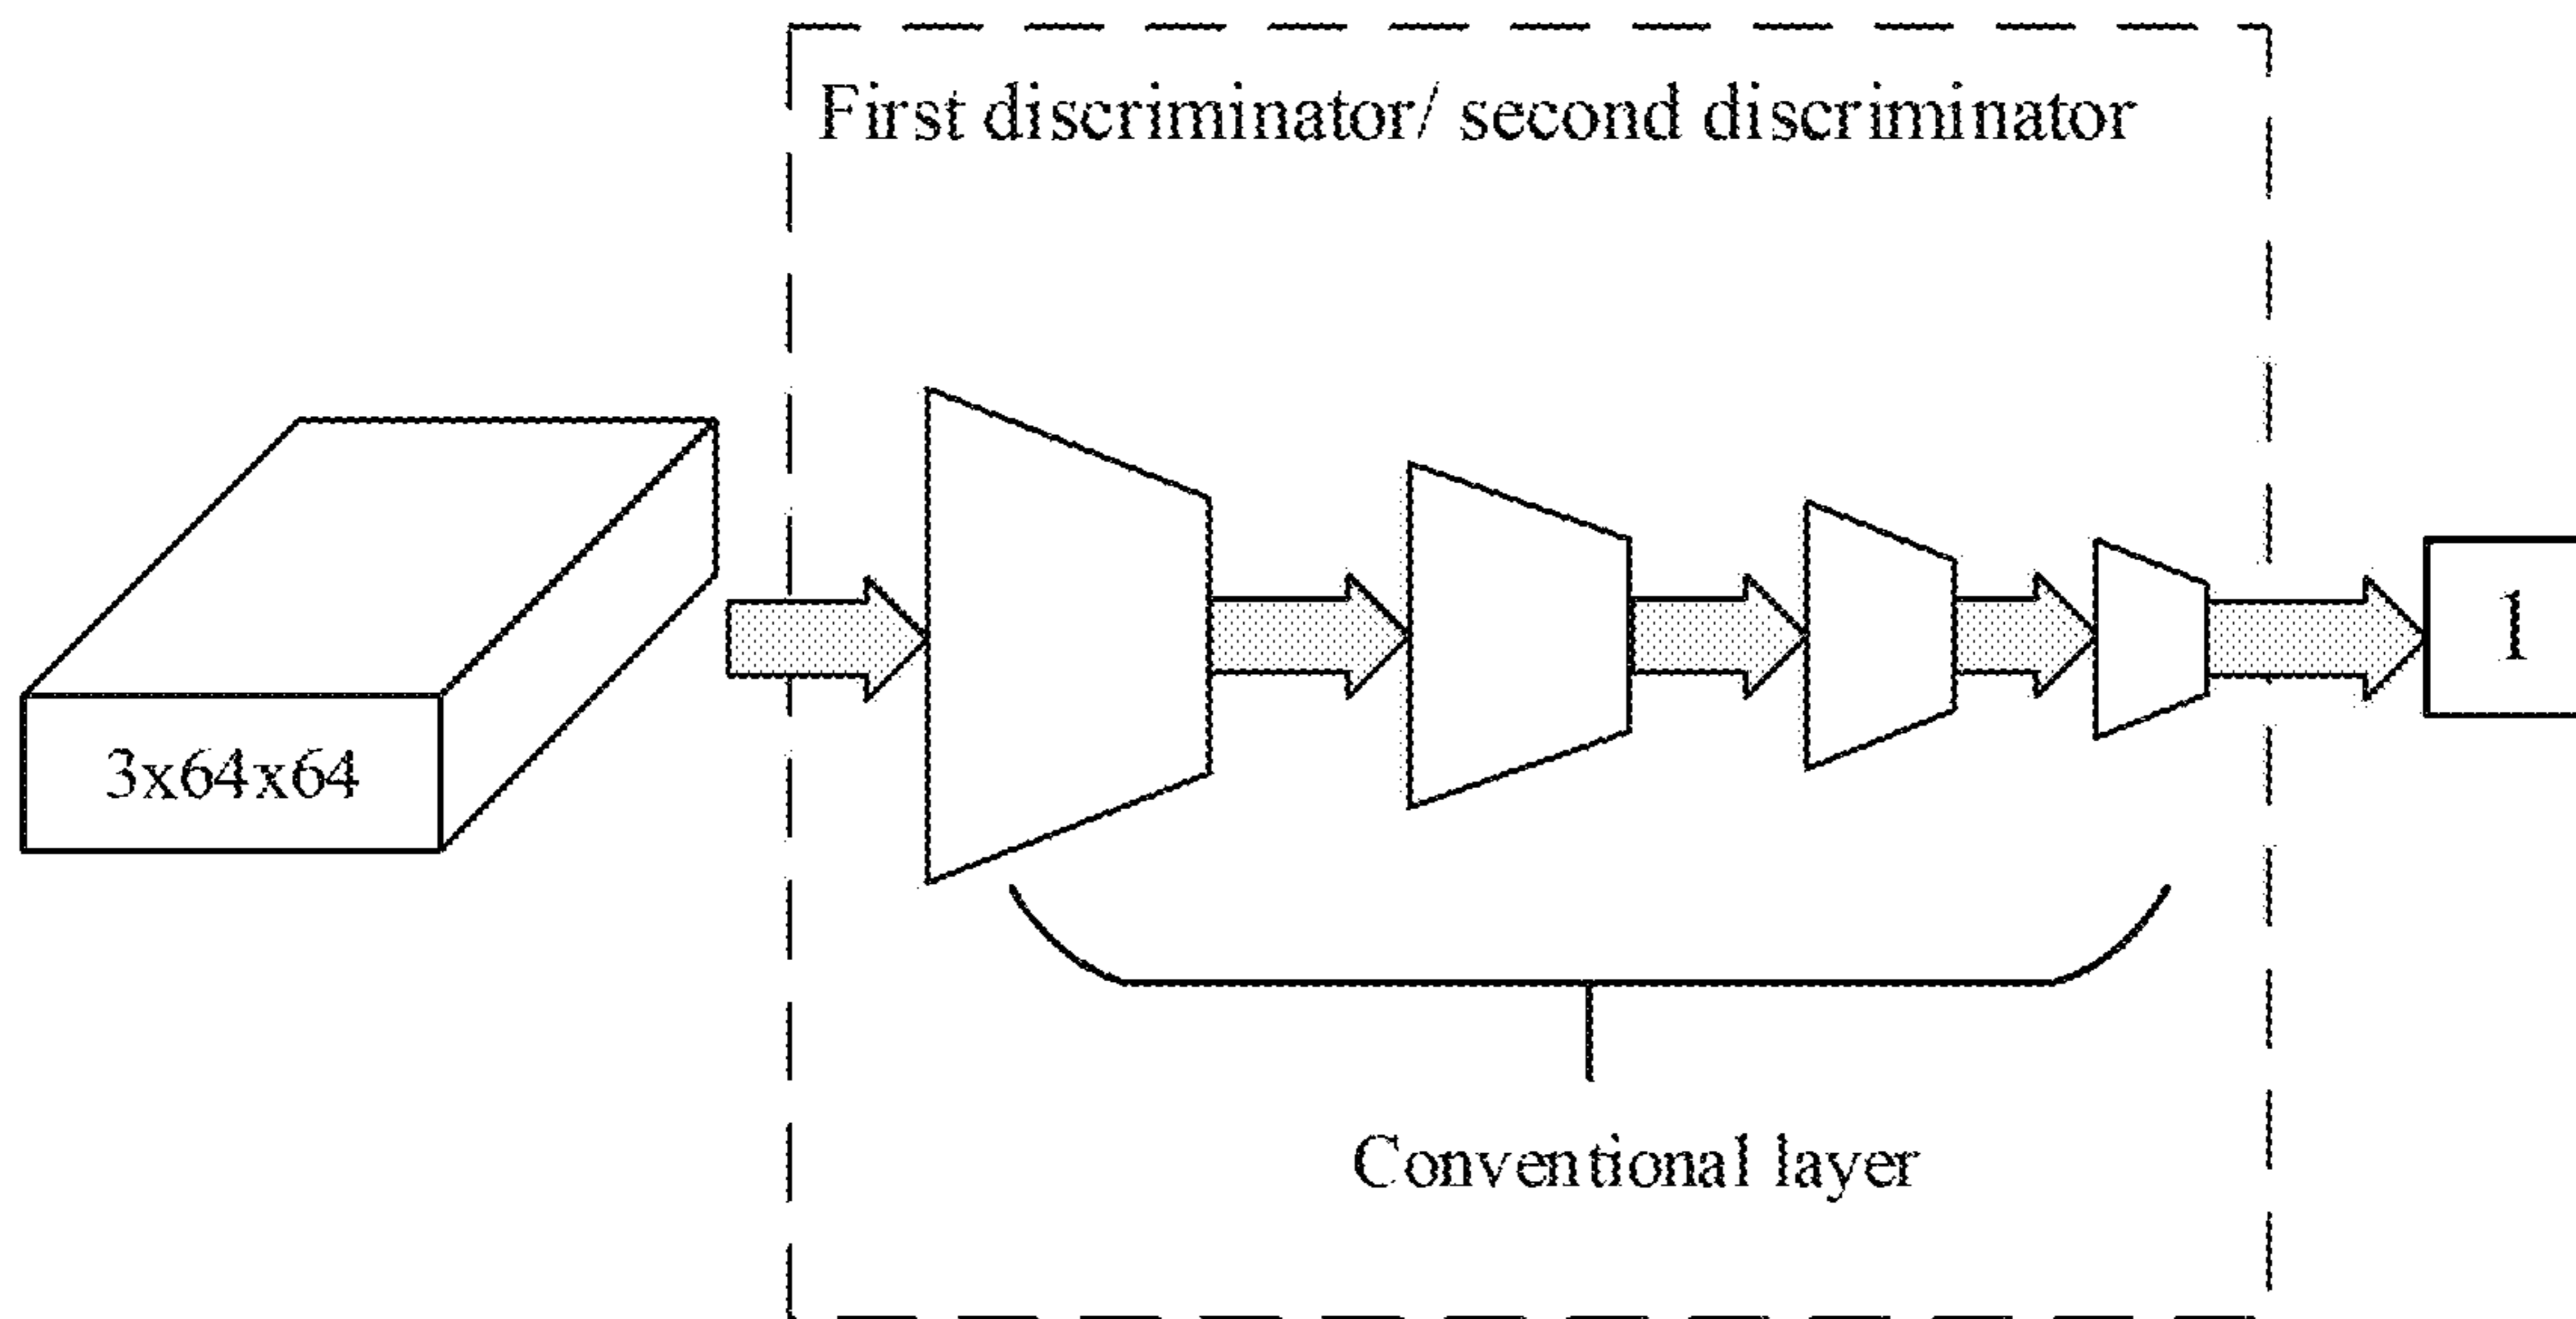 First discriminator/ second discriminator
3x64x64
1
Conventional layer